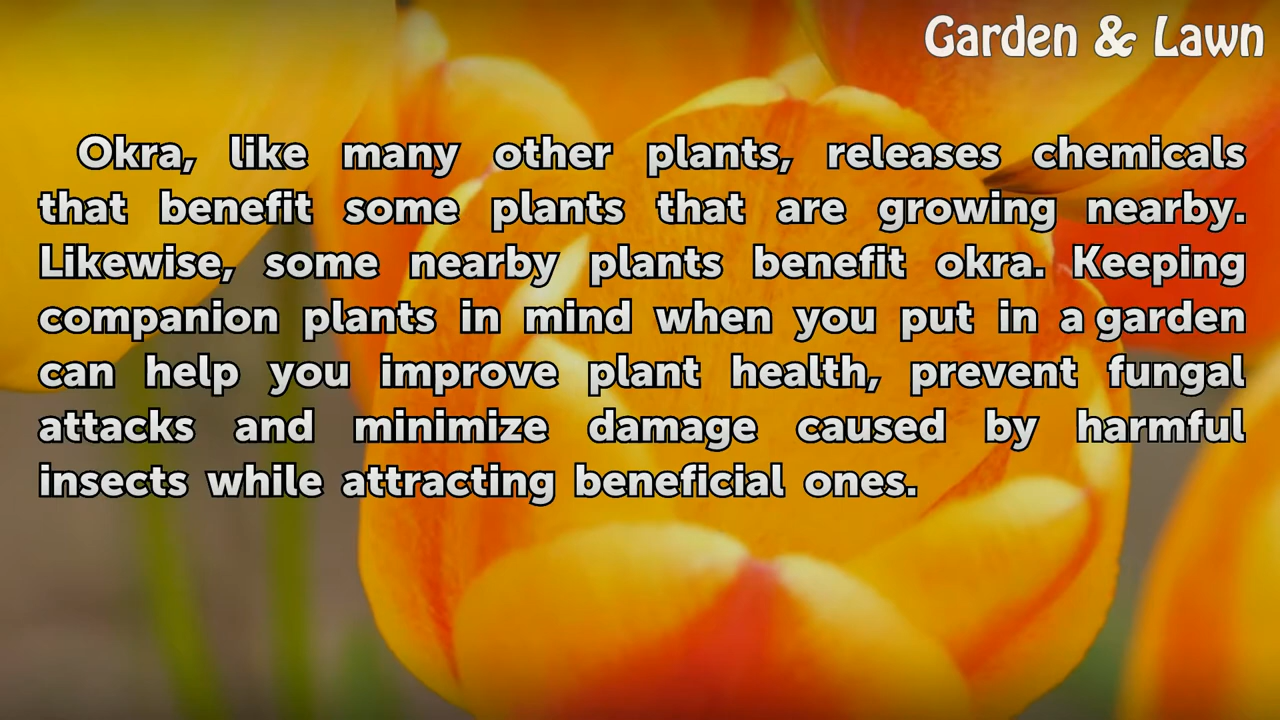 Garden & Lawn
Okra, like many other plants, releases chemicals
that benefit some plants that are growing nearby.
Likewise, some nearby plants benefit okra. Keeping
companion plants in mind when you put in a garden
can help you improve plant health, prevent fungal
attacks and minimize damage caused by harmful
insects while attracting beneficial ones.